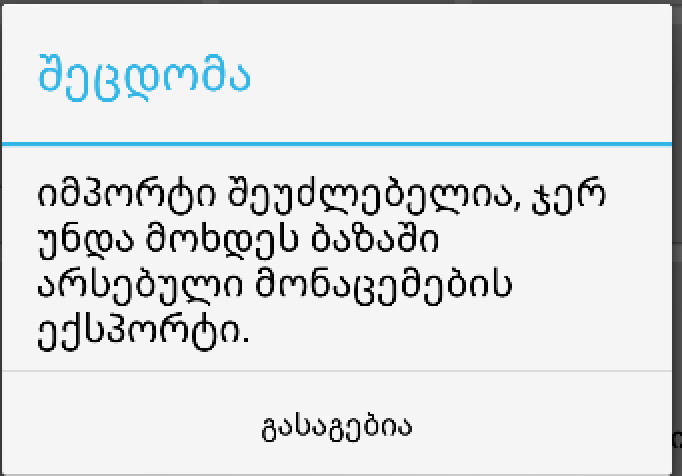 შეცდომა
იმპორტი შეუძლებელია, ჯერ
უნდა მოხდეს ბაზაში
არსებული მონაცემების
ექსპორტი.
გასაგებია